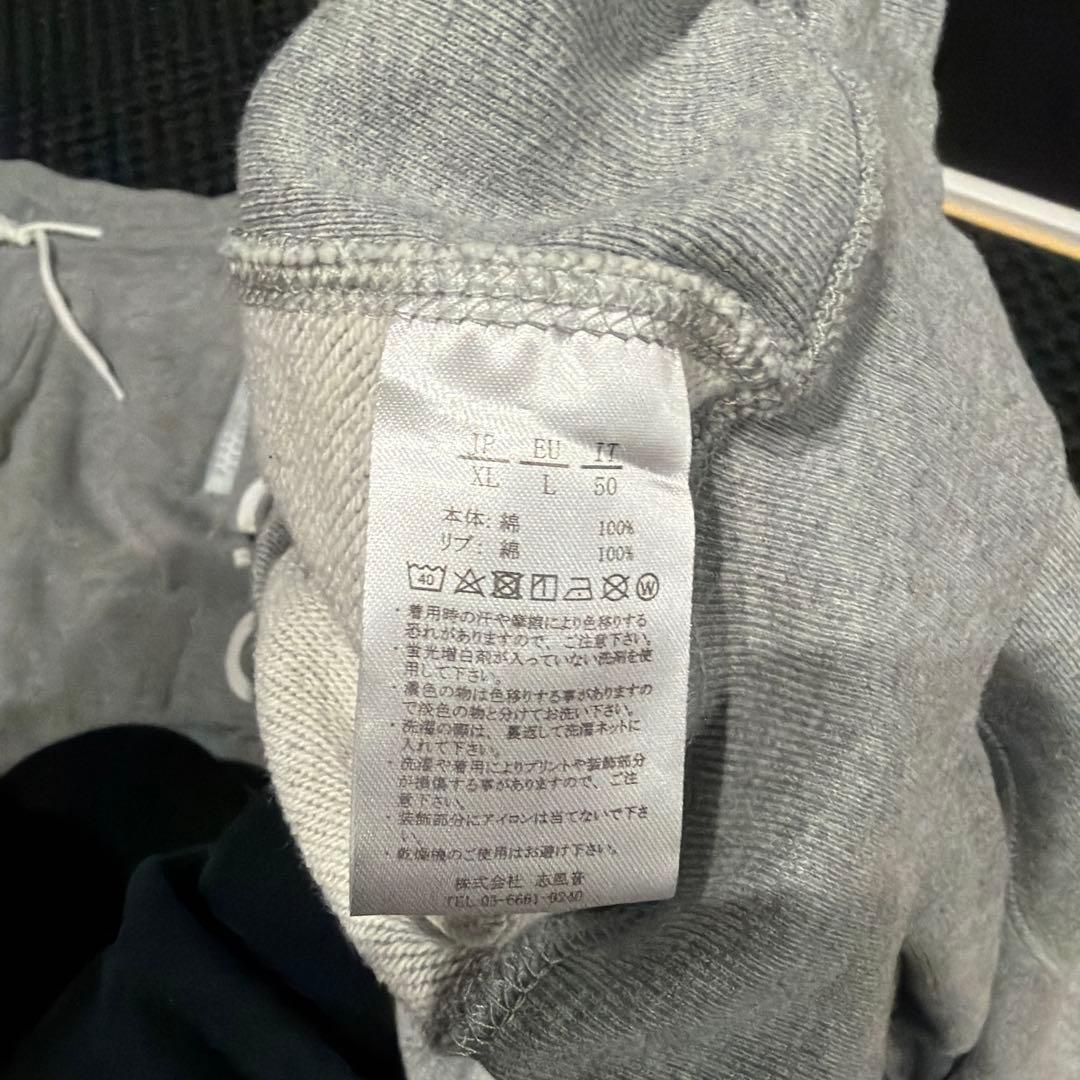 JP EU IT
XL L 50
本体: 綿 100%
リブ: 綿 100%
40 W
・着用時の汗や摩擦により色移りする
恐れがありますので、ご注意下さい。
・蛍光増白剤が入っていない洗剤を使
用して下さい。
・濃色の物は色移りする事がありますの
で淡色の物と分けてお洗い下さい。
・洗濯の際は、裏返して洗濯ネットに
入れて下さい。
・洗濯や着用によりプリントや装飾部分
が損傷する事がありますので、ご注
意下さい。
・装飾部分にアイロンは当てないで下さ
い。
・乾燥機のご使用はお避け下さい。
株式会社 志風音
TEL 03-6661-9240